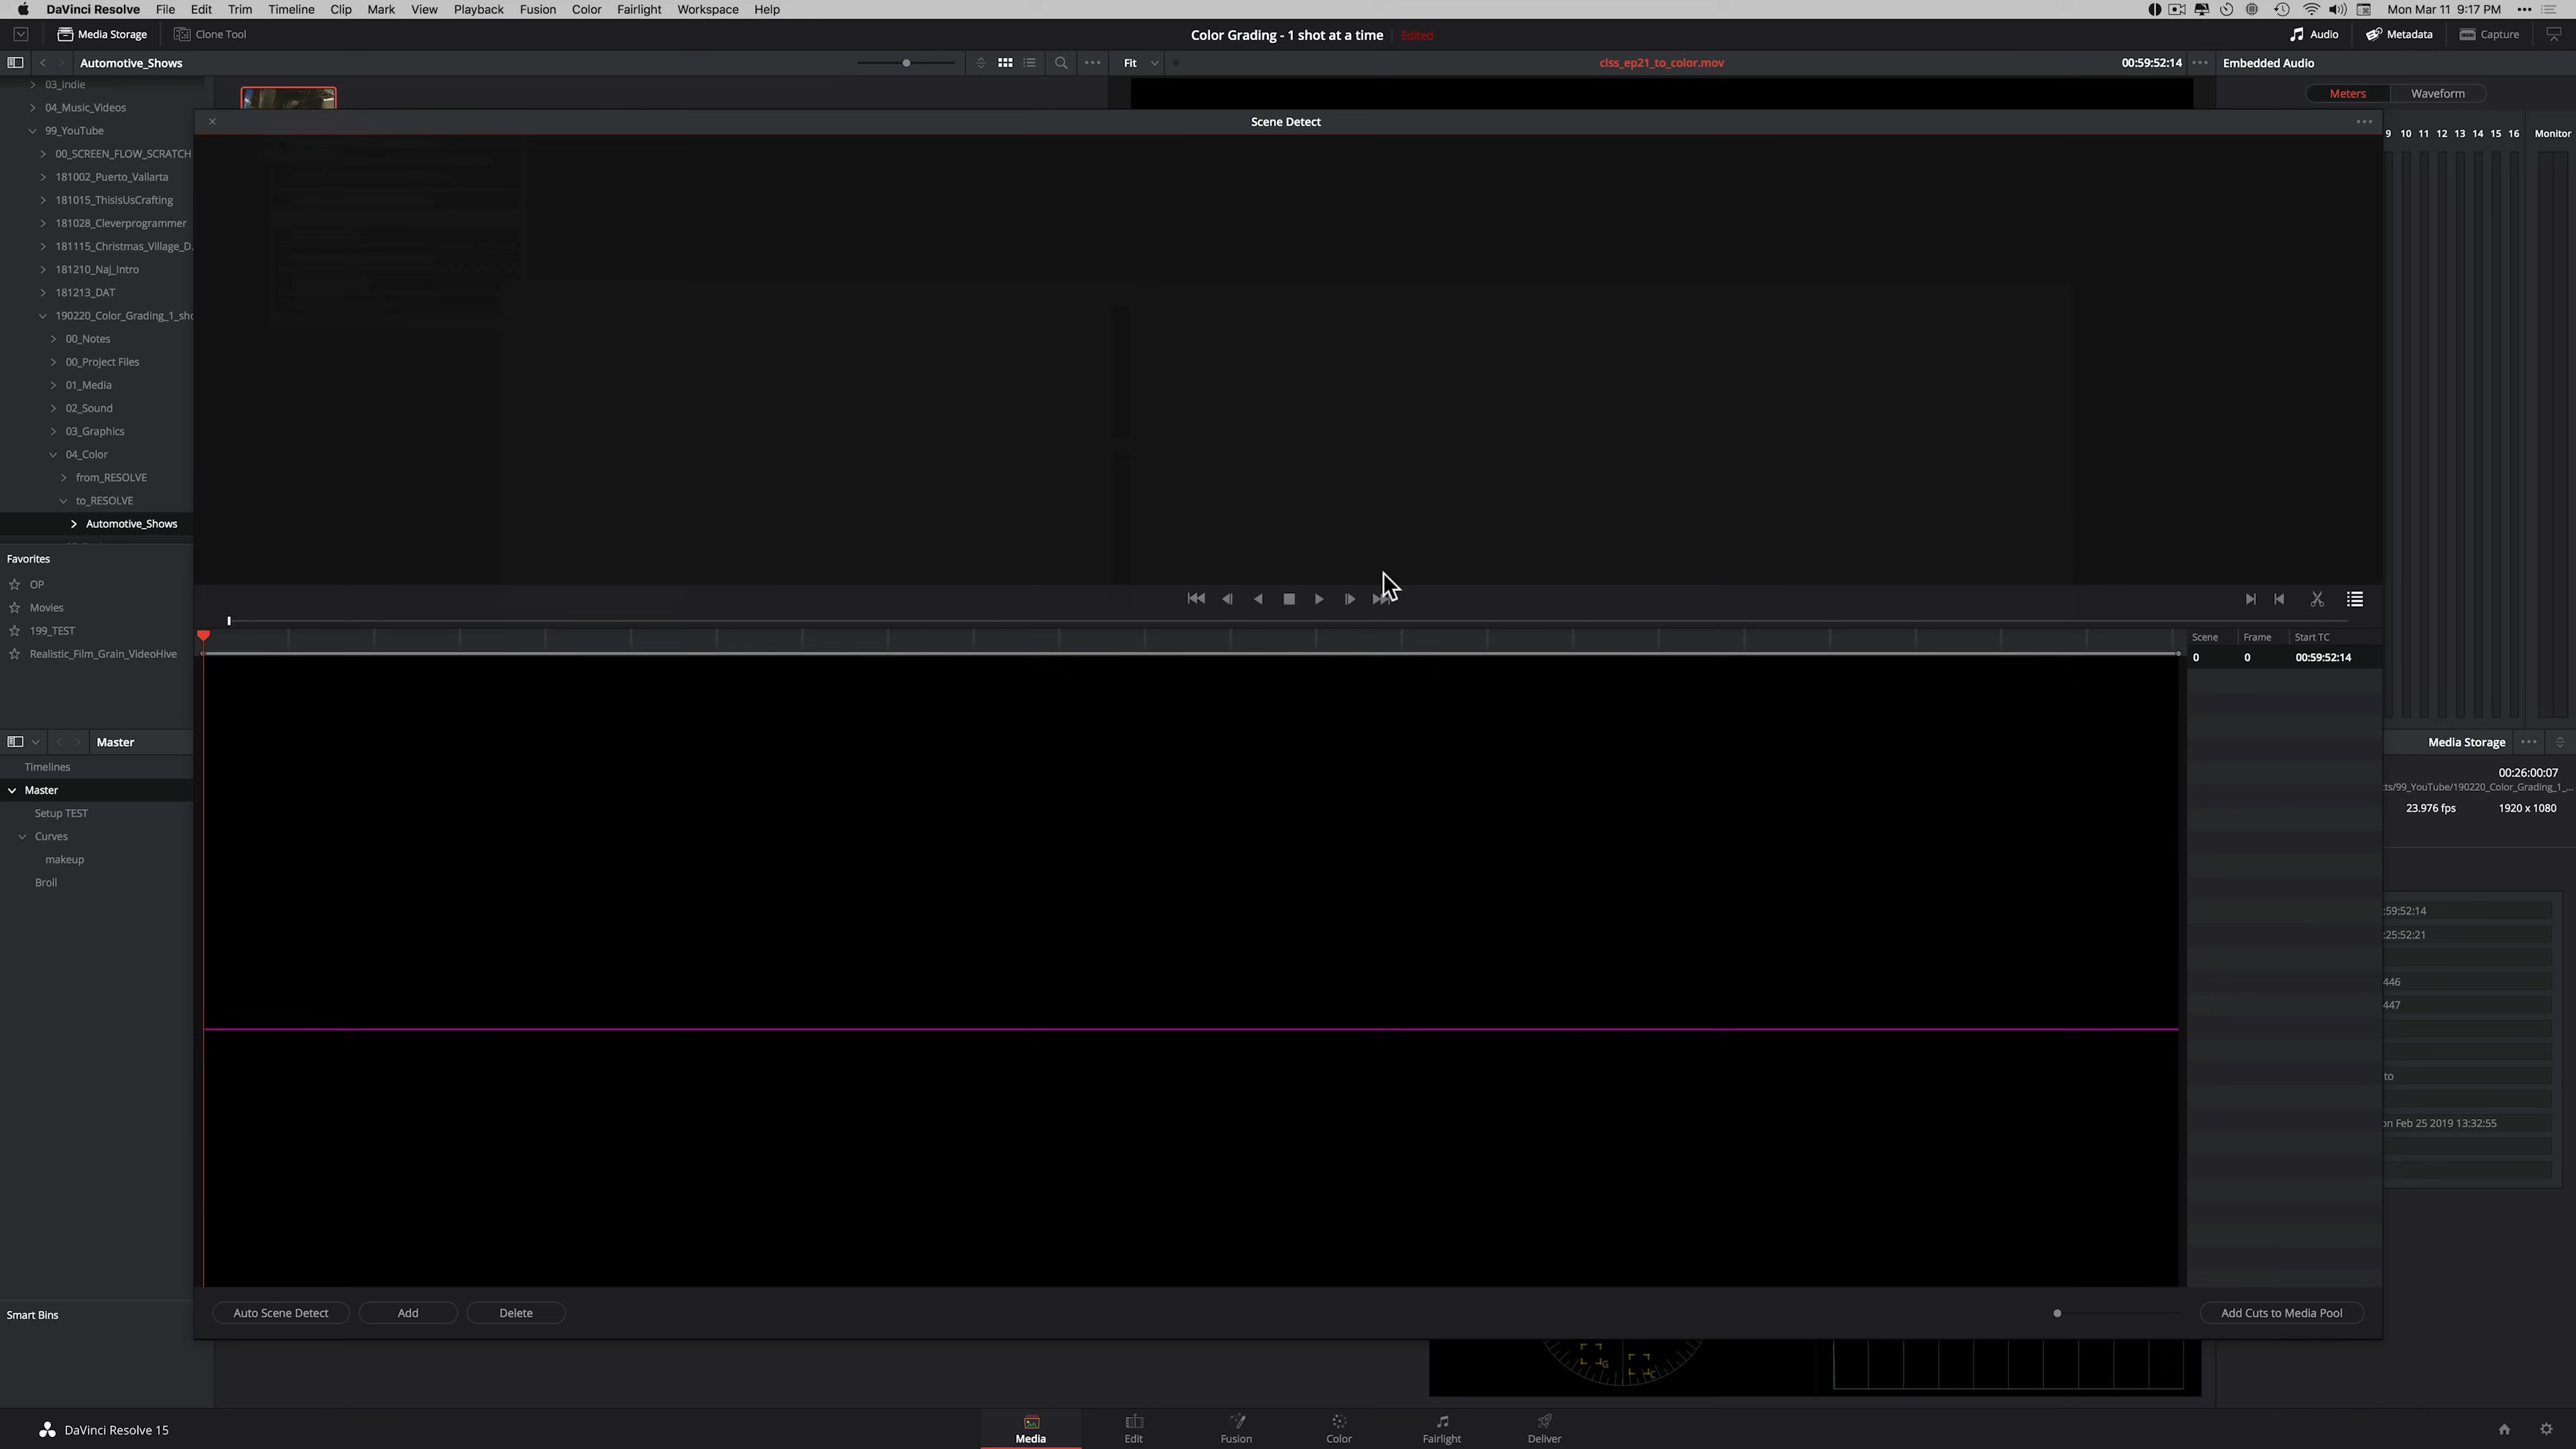 DaVinci Resolve File Edit Trim Timeline Clip Mark View Playback Fusion Color Fairlight Workspace Help Mon Mar 11 9:17 PM
Media Storage Clone Tool Color Grading - 1 shot at a time Edited Audio Metadata Capture
Automotive_Shows Fit clss_ep21_to_color.mov 00:59:52:14 Embedded Audio
03_Indie
04_Music_Videos
99_YouTube
00_SCREEN_FLOW_SCRATCH
181002_Puerto_Vallarta
181015_ThisIsUsCrafting
181028_Cleverprogrammer
181115_Christmas_Village_D.
181210_Naj_Intro
181213_DAT
190220_Color_Grading_1_sho
00_Notes
00_Project Files
01_Media
02_Sound
03_Graphics
04_Color
from_RESOLVE
to_RESOLVE
Automotive_Shows
Favorites
OP
Movies
199_TEST
Realistic_Film_Grain_VideoHive
Master
Timelines
Master
Setup TEST
Curves
makeup
Broll
Smart Bins
Scene Detect
Scene Frame Start TC
0 0 00:59:52:14
Auto Scene Detect Add Delete Add Cuts to Media Pool
Meters Waveform
9 10 11 12 13 14 15 16 Monitor
Media Storage
00:26:00:07
cts/99_YouTube/190220_Color_Grading_1_...
23.976 fps 1920 x 1080
:59:52:14
:25:52:21
446
447
to
on Feb 25 2019 13:32:55
G
C
DaVinci Resolve 15 Media Edit Fusion Color Fairlight Deliver